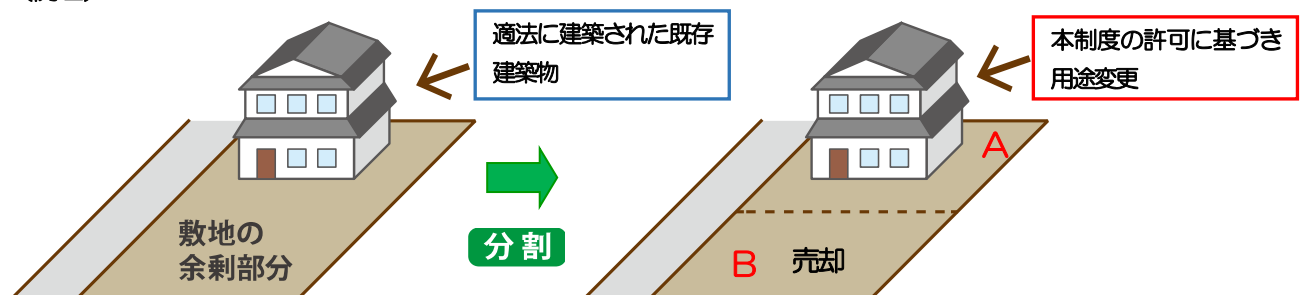 適法に建築された既存
建築物
敷地の
余剰部分
分割
本制度の許可に基づき
用途変更
A
B 売却